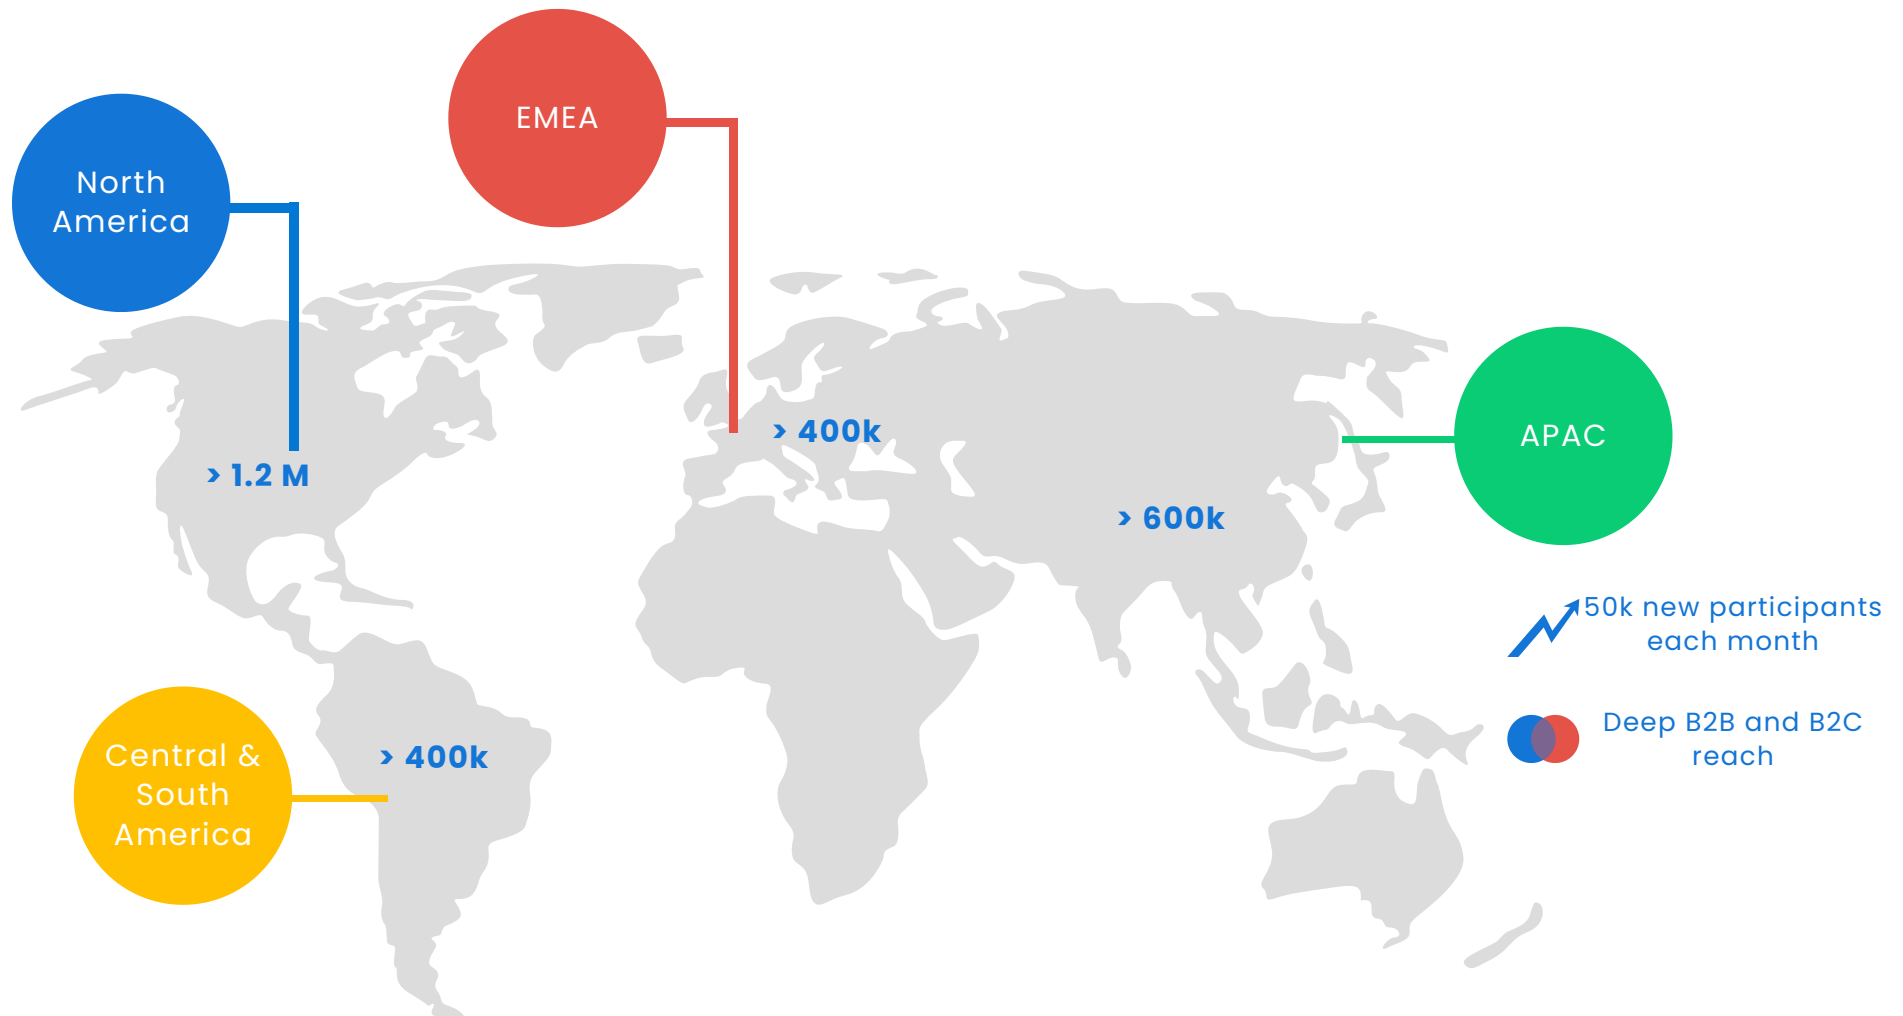 EMEA
North
America
> 400k
APAC
> 1.2 M
> 600k
50k new participants
each month
Deep B2B and B2C
reach
Central &
South
America
> 400k